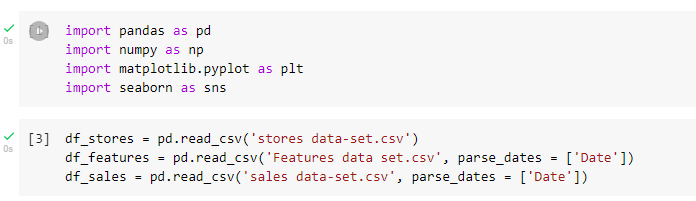 0s
import pandas as pd
import numpy as np
import matplotlib.pyplot as plt
import seaborn as sns
0s
[3] df_stores = pd.read_csv('stores data-set.csv')
df_features = pd.read_csv('Features data set.csv', parse_dates = ['Date'])
df_sales = pd.read_csv('sales data-set.csv', parse_dates = ['Date'])